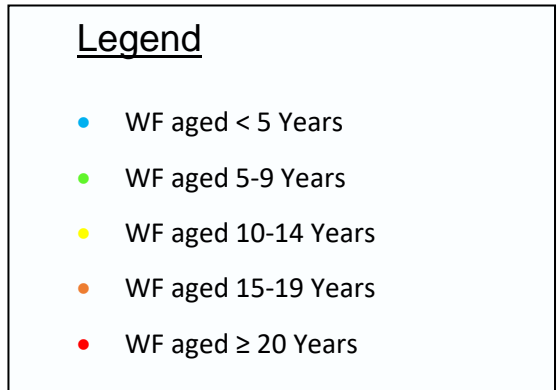 Legend
WF aged < 5 Years
WF aged 5-9 Years
WF aged 10-14 Years
WF aged 15-19 Years
WF aged ≥ 20 Years